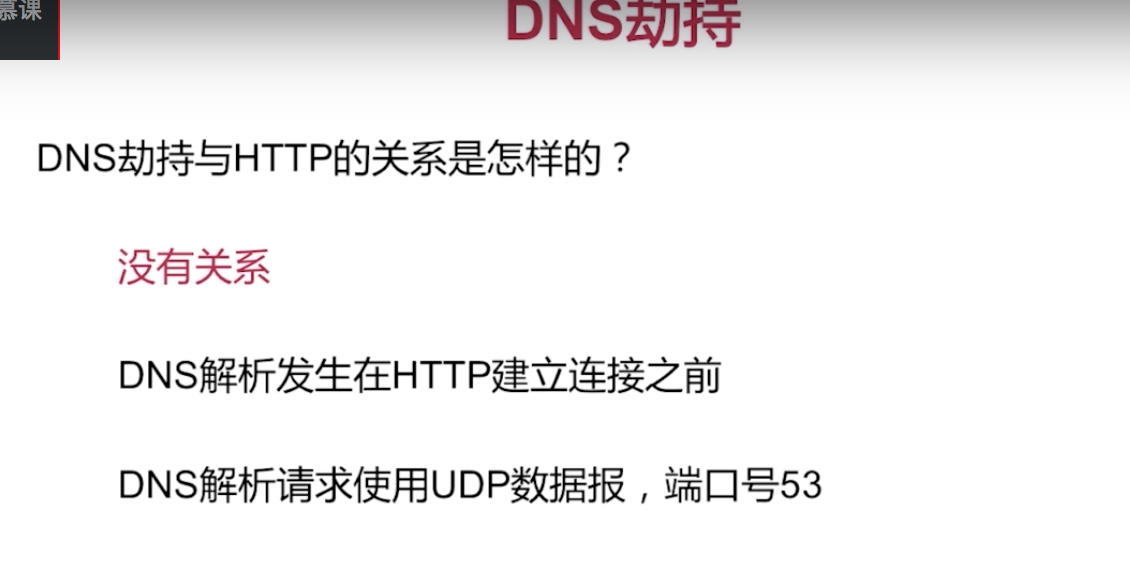 慕课
DNS劫持
DNS劫持与HTTP的关系是怎样的？
没有关系
DNS解析发生在HTTP建立连接之前
DNS解析请求使用UDP数据报，端口号53